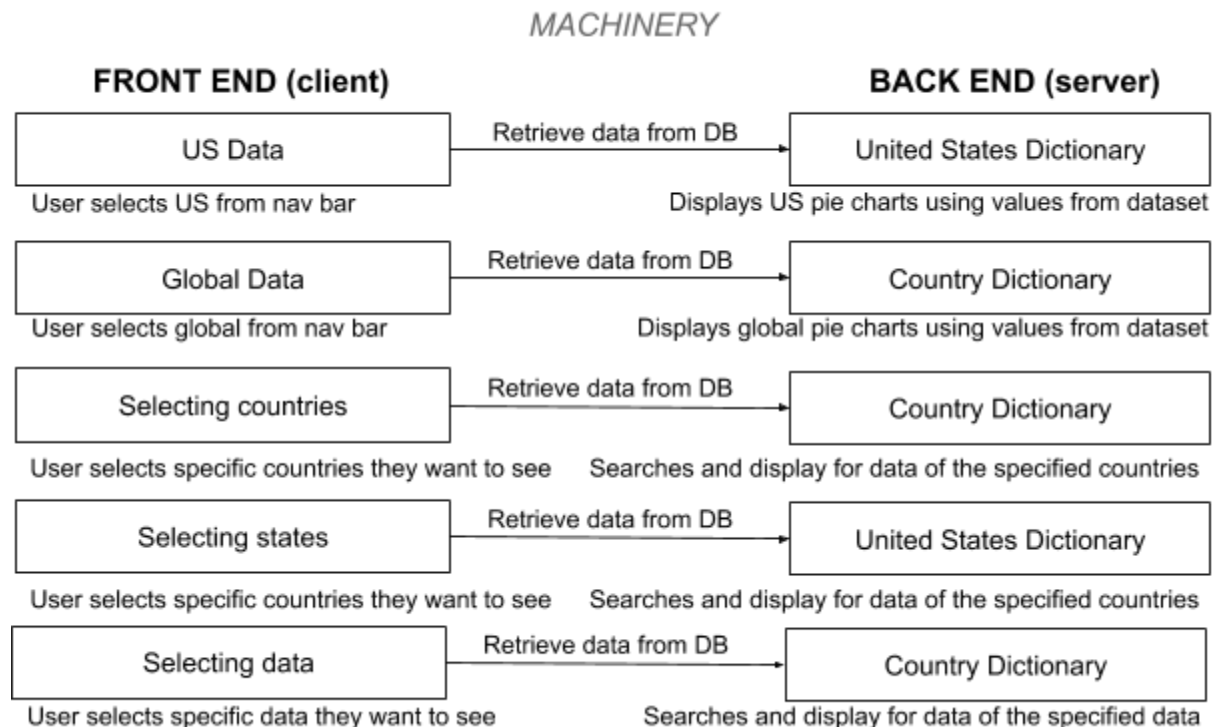 MACHINERY
FRONT END (client)
BACK END (server)
US Data
Retrieve data from DB
United States Dictionary
User selects US from nav bar
Displays US pie charts using values from dataset
Global Data
Retrieve data from DB
Country Dictionary
User selects global from nav bar
Displays global pie charts using values from dataset
Selecting countries
Retrieve data from DB
Country Dictionary
User selects specific countries they want to see
Searches and display for data of the specified countries
Selecting states
Retrieve data from DB
United States Dictionary
User selects specific countries they want to see
Searches and display for data of the specified countries
Selecting data
Retrieve data from DB
Country Dictionary
User selects specific data they want to see
Searches and display for data of the specified data